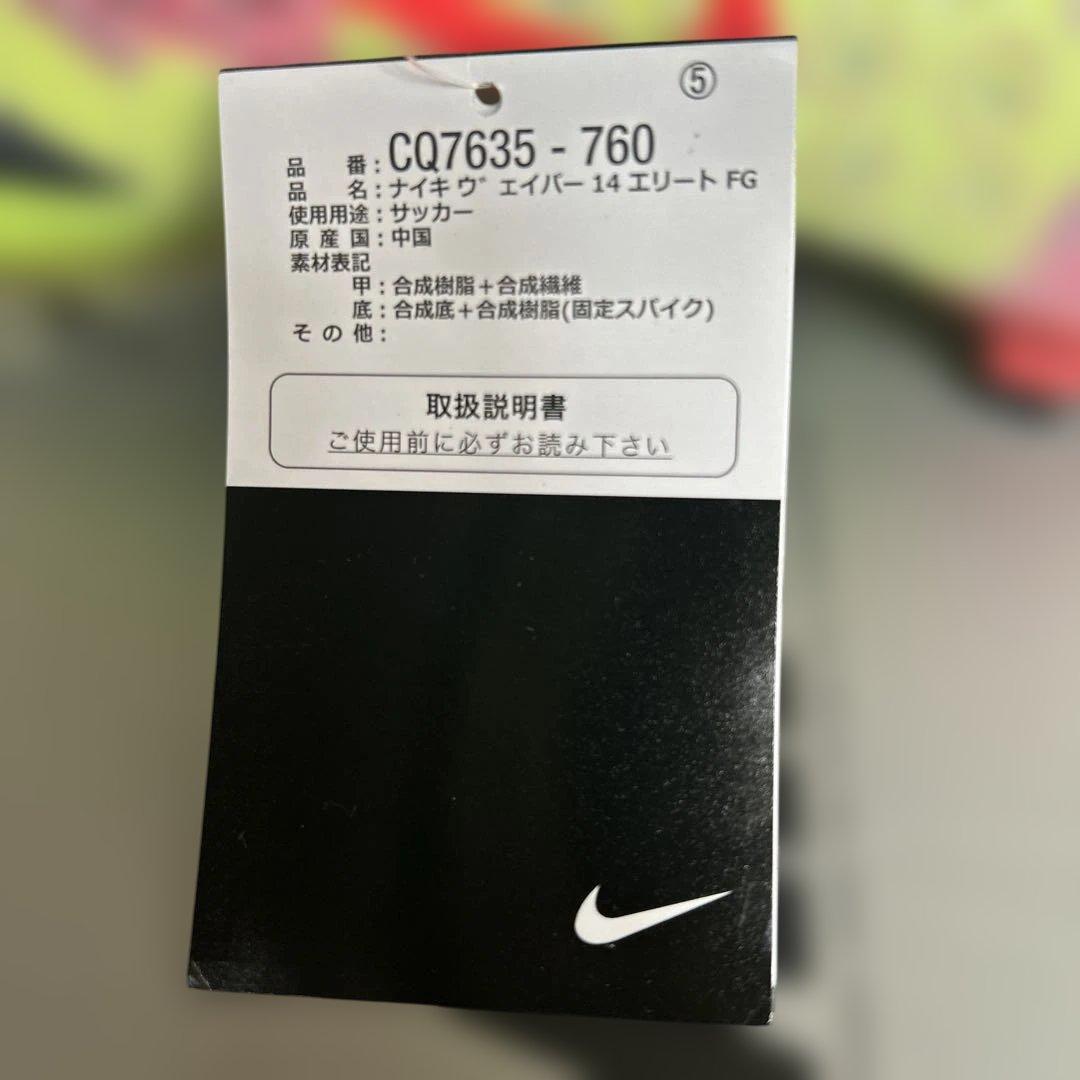 ⑤
品 番：CQ7635 - 760
品 名：ナイキ ヴェイパー 14 エリート FG
使用用途：サッカー
原 産 国：中国
素材表記
甲：合成樹脂＋合成繊維
底：合成底＋合成樹脂(固定スパイク)
そ の 他：
取扱説明書
ご使用前に必ずお読み下さい